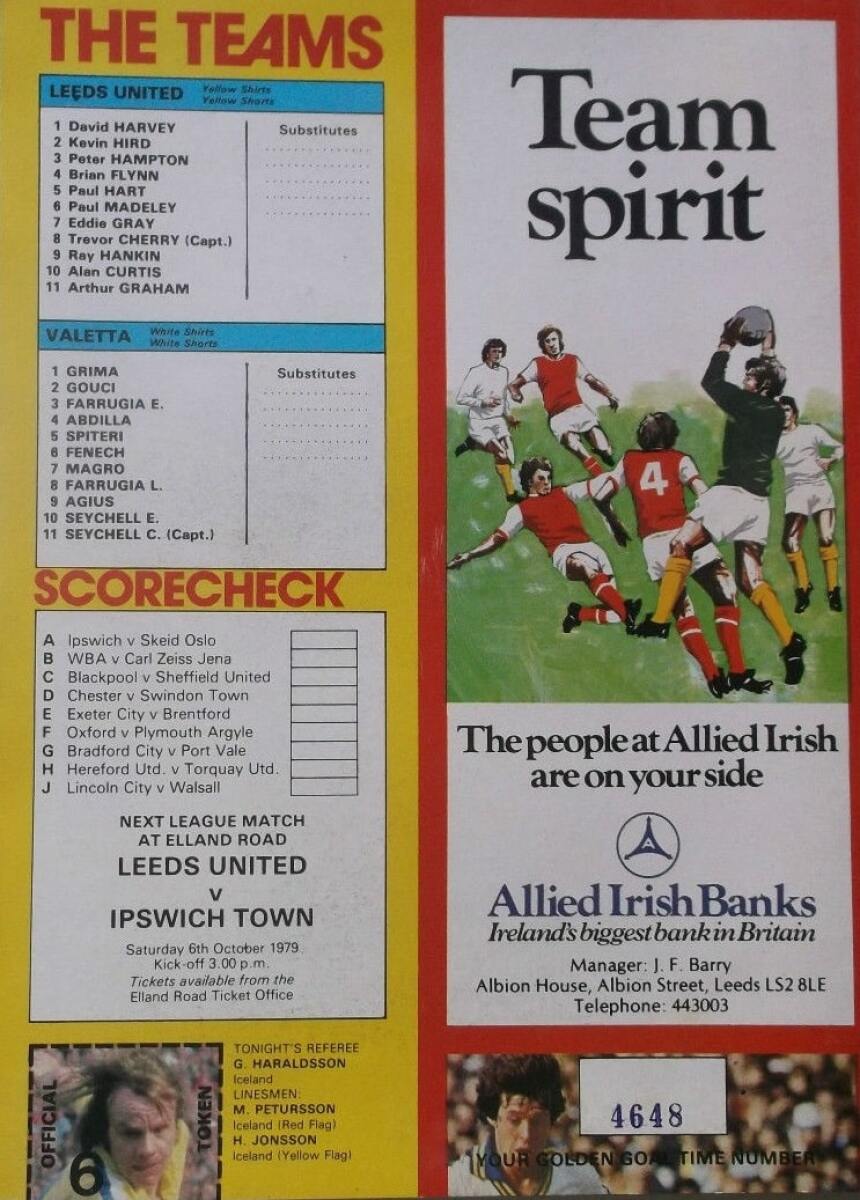 THE TEAMS
LEEDS UNITED Yellow Shirts
Yellow Shorts
1 David HARVEY
2 Kevin HIRD
3 Peter HAMPTON
4 Brian FLYNN
5 Paul HART
6 Paul MADELEY
7 Eddie GRAY
8 Trevor CHERRY (Capt.)
9 Ray HANKIN
10 Alan CURTIS
11 Arthur GRAHAM
Substitutes
VALETTA White Shirts
White Shorts
1 GRIMA
2 GOUCI
3 FARRUGIA E.
4 ABDILLA
5 SPITERI
6 FENECH
7 MAGRO
8 FARRUGIA L.
9 AGIUS
10 SEYCHELL E.
11 SEYCHELL C. (Capt.)
Substitutes
SCORECHECK
A Ipswich v Skeid Oslo
B WBA v Carl Zeiss Jena
C Blackpool v Sheffield United
D Chester v Swindon Town
E Exeter City v Brentford
F Oxford v Plymouth Argyle
G Bradford City v Port Vale
H Hereford Utd. v Torquay Utd.
J Lincoln City v Walsall
NEXT LEAGUE MATCH
AT ELLAND ROAD
LEEDS UNITED
v
IPSWICH TOWN
Saturday 6th October 1979
Kick-off 3.00 p.m.
Tickets available from the
Elland Road Ticket Office
OFFICIAL
TOKEN
6
TONIGHT'S REFEREE
G. HARALDSSON
Iceland
LINESMEN:
M. PETURSSON
Iceland (Red Flag)
H. JONSSON
Iceland (Yellow Flag)
Team
spirit
4
The people at Allied Irish
are on your side
A
Allied Irish Banks
Ireland's biggest bank in Britain
Manager: J. F. Barry
Albion House, Albion Street, Leeds LS2 8LE
Telephone: 443003
4648
YOUR GOLDEN GOAL TIME NUMBER